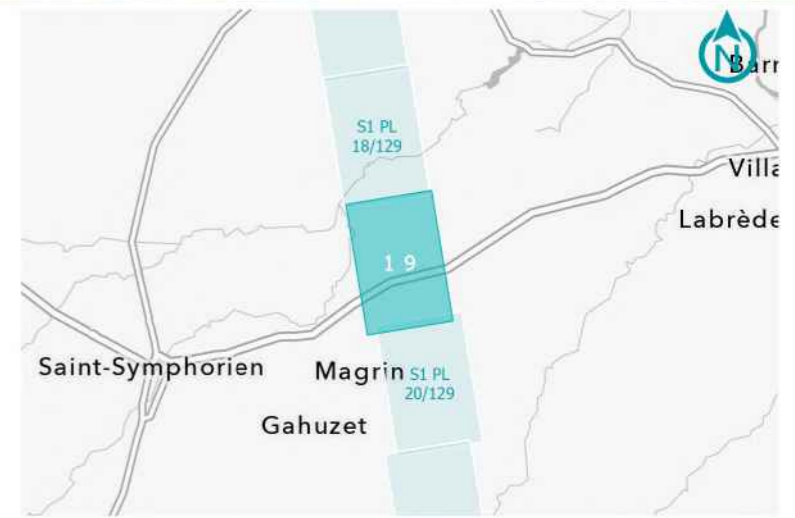 N
Barr
S1 PL
18/129
Villa
Labrède
1 9
Saint-Symphorien
Magrin
S1 PL
20/129
Gahuzet